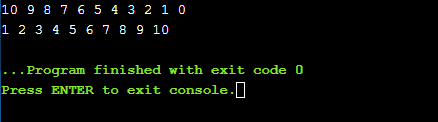 10 9 8 7 6 5 4 3 2 1 0
1 2 3 4 5 6 7 8 9 10
...Program finished with exit code 0
Press ENTER to exit console.